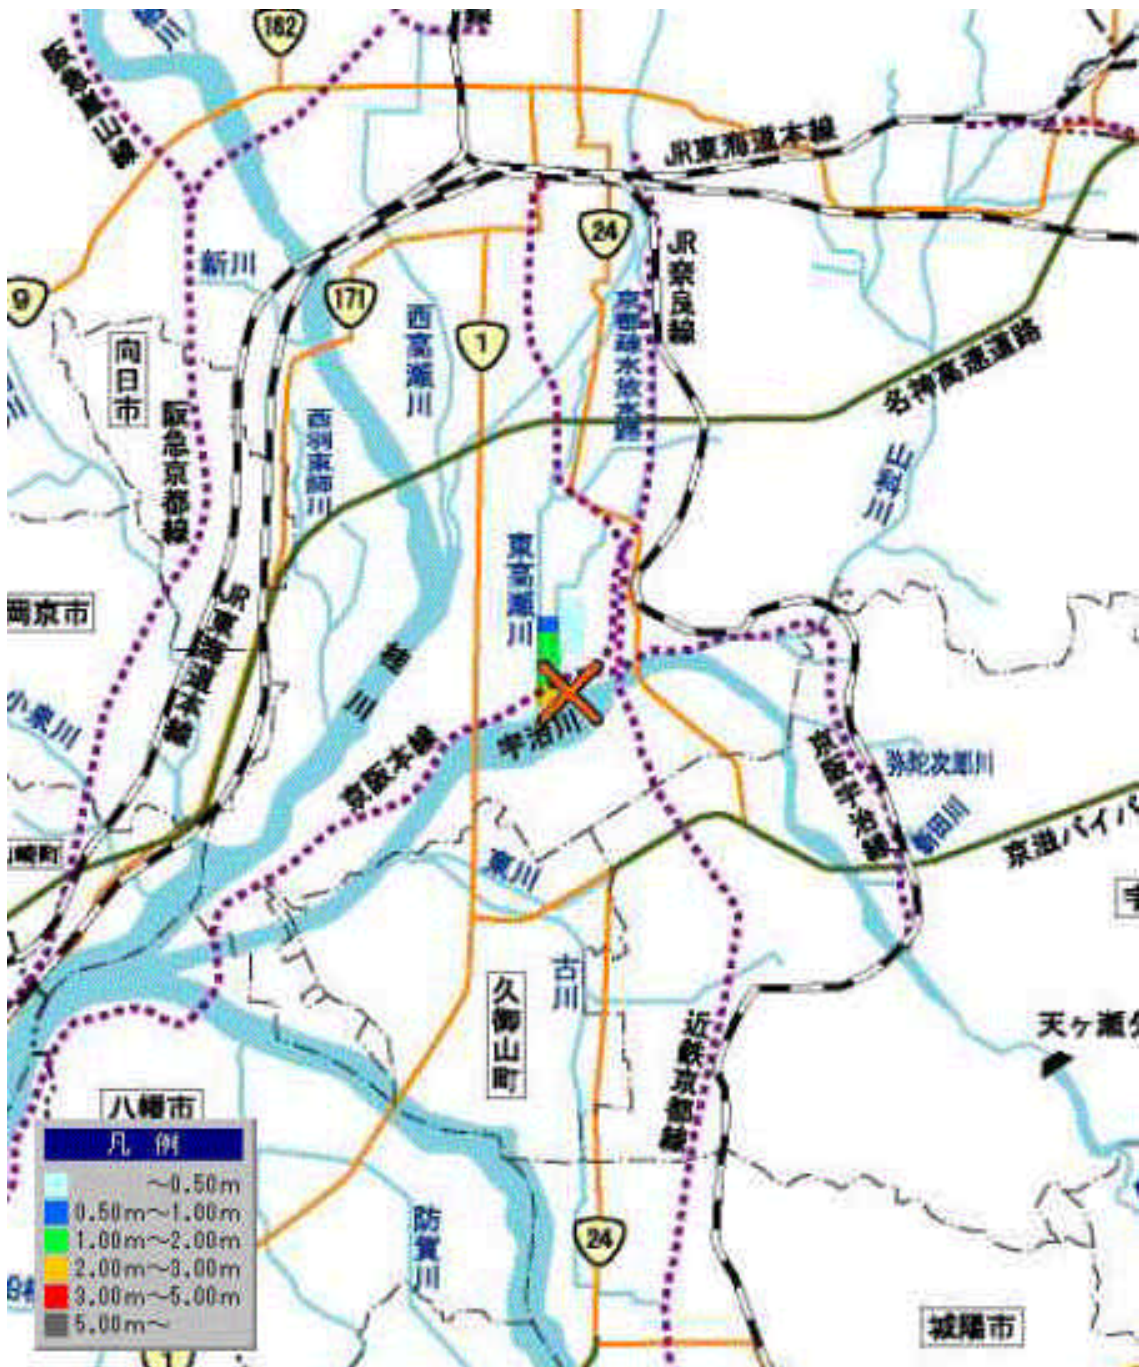 162
阪急嵐山線
JR東海道本線
24
新川
JR奈良線
9
171
西高瀬川
京都疎水放水路
1
向日市
名神高速道路
阪急京都線
西羽束師川
東高瀬川
岡京市
JR東海道本線
桂川
小泉川
宇治川
京阪本線
京阪宇治線
弥陀次郎川
新田川
京滋バイパ
崎町
東川
宇
古川
久御山町
天ヶ瀬
近鉄京都線
八幡市
凡例
～0.50m
0.50m～1.00m
1.00m～2.00m
2.00m～3.00m
3.00m～5.00m
5.00m～
防賀川
24
城陽市
1